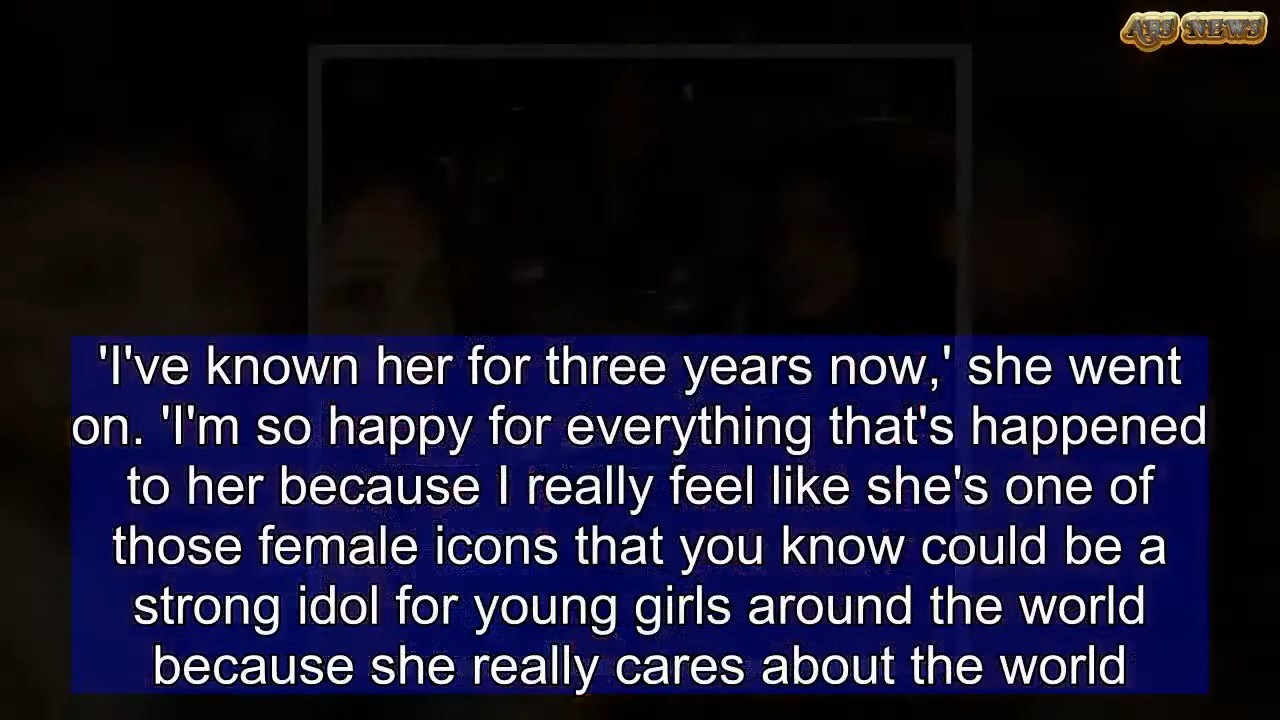 ABS NEWS
'I've known her for three years now,' she went
on. 'I'm so happy for everything that's happened
to her because I really feel like she's one of
those female icons that you know could be a
strong idol for young girls around the world
because she really cares about the world